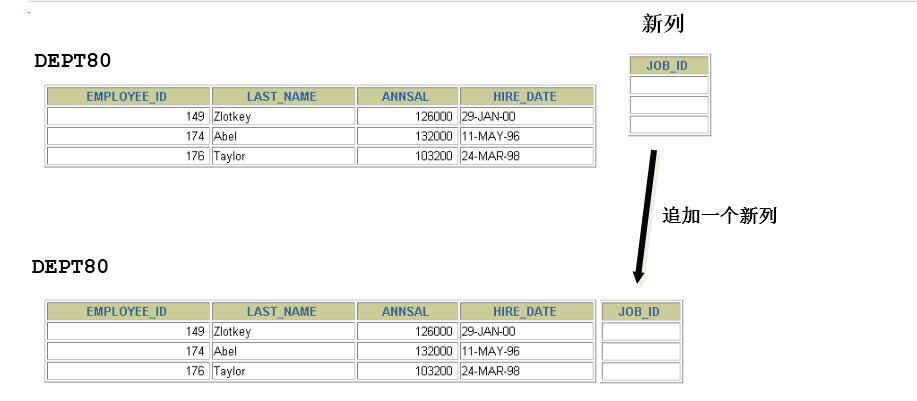 新列
DEPT80
JOB_ID
EMPLOYEE_ID LAST_NAME ANNSAL HIRE_DATE
149 Zlotkey 126000 29-JAN-00
174 Abel 132000 11-MAY-96
176 Taylor 103200 24-MAR-98
追加一个新列
DEPT80
EMPLOYEE_ID LAST_NAME ANNSAL HIRE_DATE JOB_ID
149 Zlotkey 126000 29-JAN-00
174 Abel 132000 11-MAY-96
176 Taylor 103200 24-MAR-98